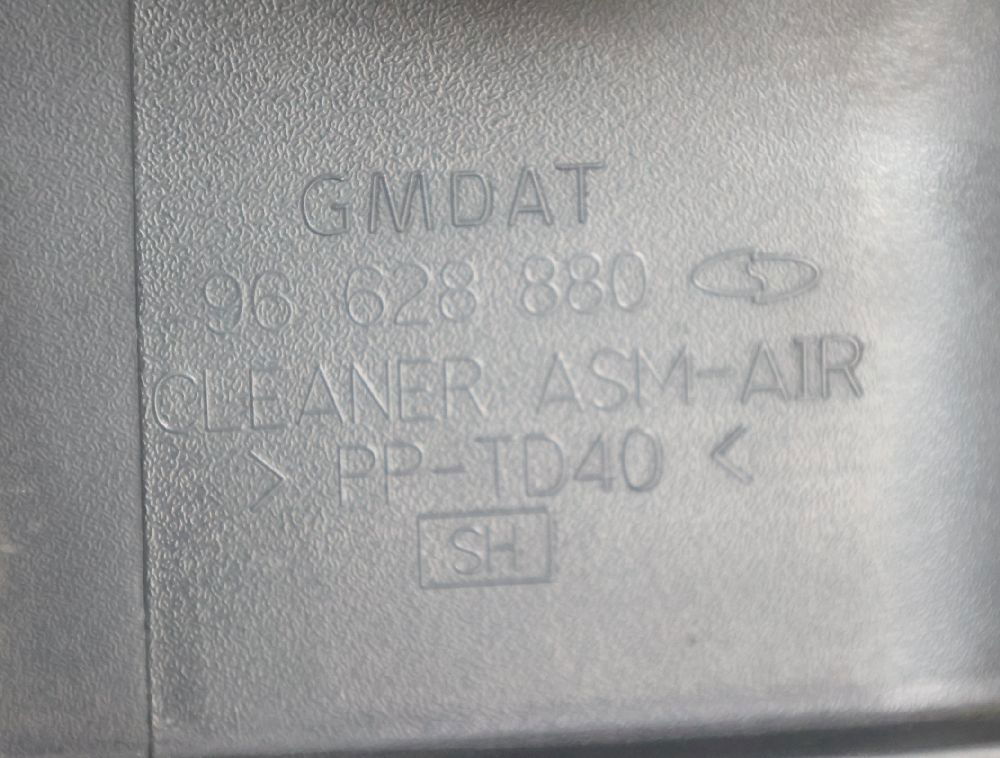 GMDAT
96 628 880
CLEANER ASM-AIR
> PP-TD40 <
SH